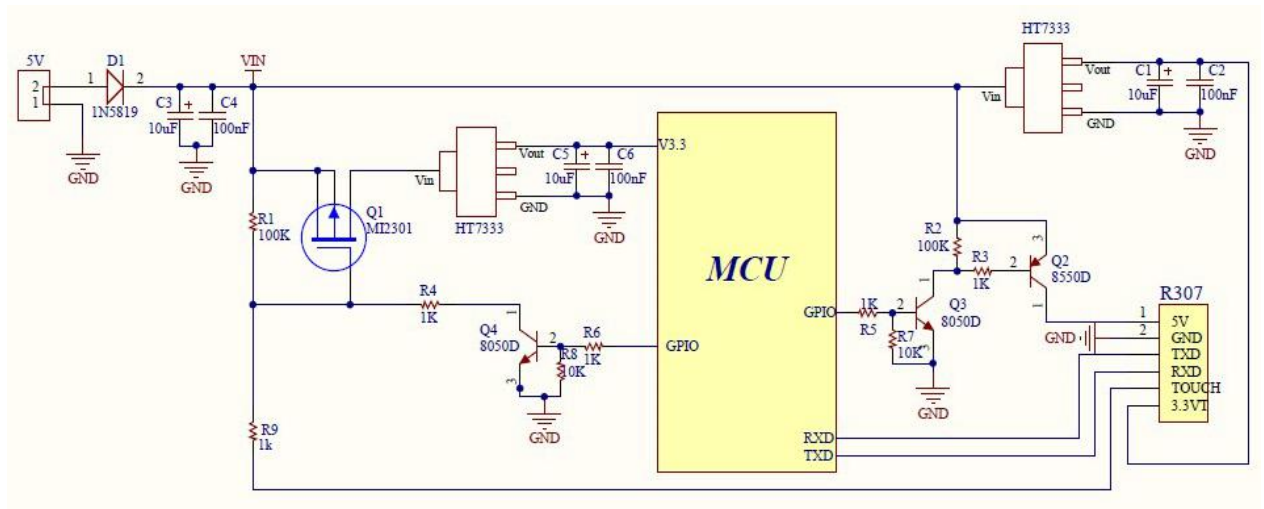 5V
2
1
GND
1
D1
2
1N5819
C3
+
10uF
C4
100nF
GND
VIN
R1
100K
Q1
MI2301
Vin
Vout
GND
HT7333
C5
+
10uF
C6
100nF
GND
R4
1K
1
Q4
8050D
2
3
R6
1K
R8
10K
GND
R9
1k
V3.3
MCU
GPIO
GPIO
RXD
TXD
1K
R5
2
1
Q3
8050D
3
R7
10K
GND
R2
100K
R3
1K
2
3
Q2
8550D
1
HT7333
Vin
Vout
GND
C1
+
10uF
C2
100nF
GND
R307
1
5V
GND
2
GND
TXD
RXD
TOUCH
3.3VT